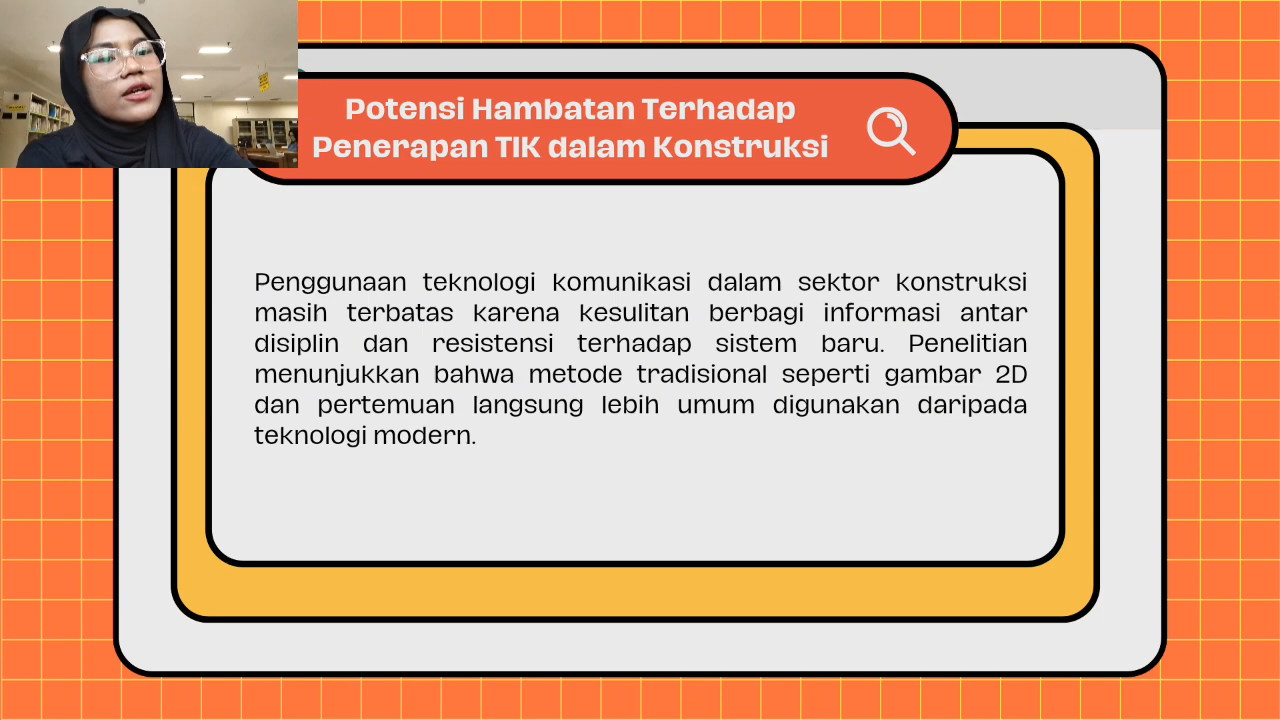 Potensi Hambatan Terhadap
Penerapan TIK dalam Konstruksi
Penggunaan teknologi komunikasi dalam sektor konstruksi
masih terbatas karena kesulitan berbagi informasi antar
disiplin dan resistensi terhadap sistem baru. Penelitian
menunjukkan bahwa metode tradisional seperti gambar 2D
dan pertemuan langsung lebih umum digunakan daripada
teknologi modern.